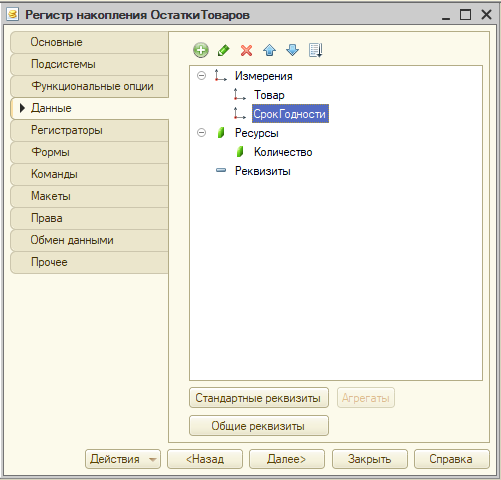 Регистр накопления ОстаткиТоваров
Основные
Подсистемы
Функциональные опции
Данные
Регистраторы
Формы
Команды
Макеты
Права
Обмен данными
Прочее
Измерения
Товар
СрокГодности
Ресурсы
Количество
Реквизиты
Стандартные реквизиты
Агрегаты
Общие реквизиты
Действия
<Назад
Далее>
Закрыть
Справка